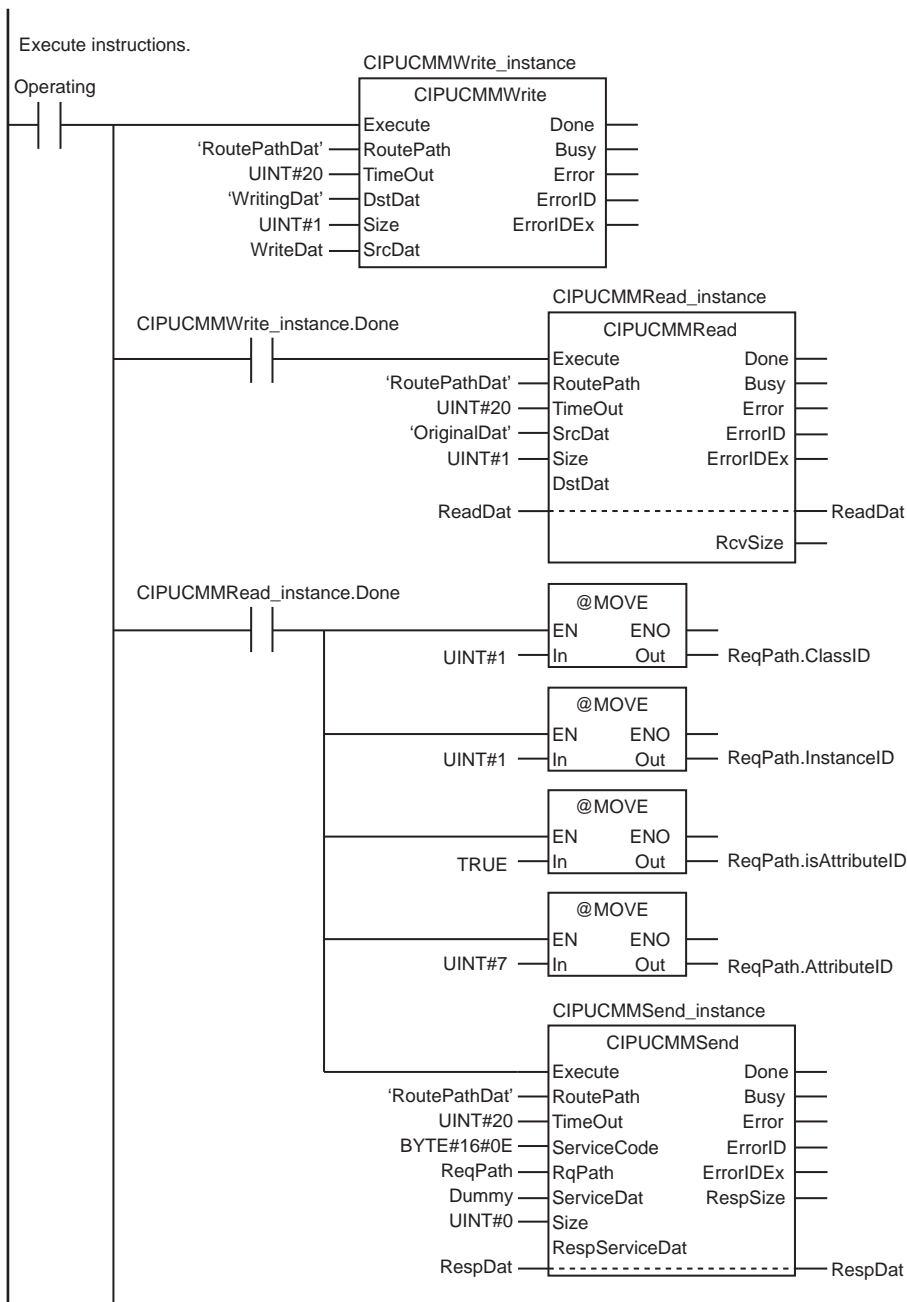 Execute instructions.
Operating
CIPUCMMWrite_instance
CIPUCMMWrite
Execute Done
‘RoutePathDat’ RoutePath Busy
UINT#20 TimeOut Error
‘WritingDat’ DstDat ErrorID
UINT#1 Size ErrorIDEx
WriteDat SrcDat
CIPUCMMWrite_instance.Done
CIPUCMMRead_instance
CIPUCMMRead
Execute Done
‘RoutePathDat’ RoutePath Busy
UINT#20 TimeOut Error
‘OriginalDat’ SrcDat ErrorID
UINT#1 Size ErrorIDEx
DstDat
ReadDat ReadDat
RcvSize
CIPUCMMRead_instance.Done
@MOVE
EN ENO
UINT#1 In Out ReqPath.ClassID
@MOVE
EN ENO
UINT#1 In Out ReqPath.InstanceID
@MOVE
EN ENO
TRUE In Out ReqPath.isAttributeID
@MOVE
EN ENO
UINT#7 In Out ReqPath.AttributeID
CIPUCMMSend_instance
CIPUCMMSend
Execute Done
‘RoutePathDat’ RoutePath Busy
UINT#20 TimeOut Error
BYTE#16#0E ServiceCode ErrorID
ReqPath RqPath ErrorIDEx
Dummy ServiceDat RespSize
UINT#0 Size
RespServiceDat
RespDat RespDat